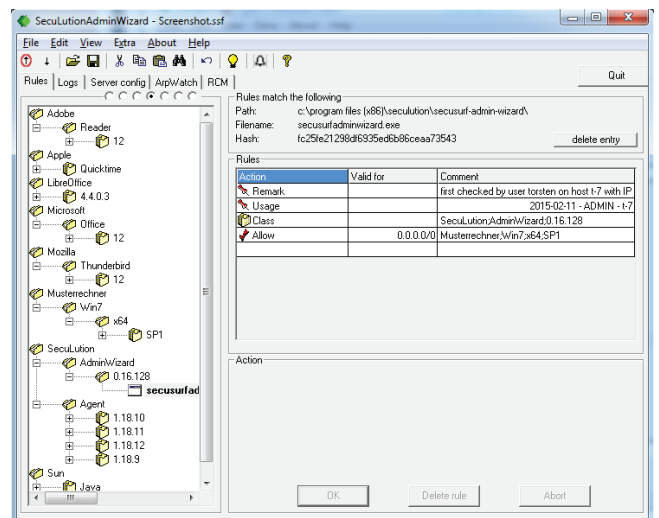 SecuLutionAdminWizard - Screenshot.ssf
File Edit View Extra About Help
Quit
Rules Logs Server config ArpWatch RCM
Adobe
Reader
12
Apple
Quicktime
LibreOffice
4.4.0.3
Microsoft
Office
12
Mozilla
Thunderbird
12
Musterrechner
Win7
x64
SP1
SecuLution
AdminWizard
0.16.128
secusurfad
Agent
1.18.10
1.18.11
1.18.12
1.18.9
Sun
Java
Rules match the following
Path: c:\program files (x86)\seculution\secusurf-admin-wizard\
Filename: secusurfadminwizard.exe
Hash: fc25fe21298df6935ed6b86ceaa73543
delete entry
Rules
Action Valid for Comment
Remark first checked by user torsten on host t-7 with IP
Usage 2015-02-11 - ADMIN - t-7
Class SecuLution;AdminWizard;0.16.128
Allow 0.0.0.0/0 Musterrechner;Win7;x64;SP1
Action
OK Delete rule Abort